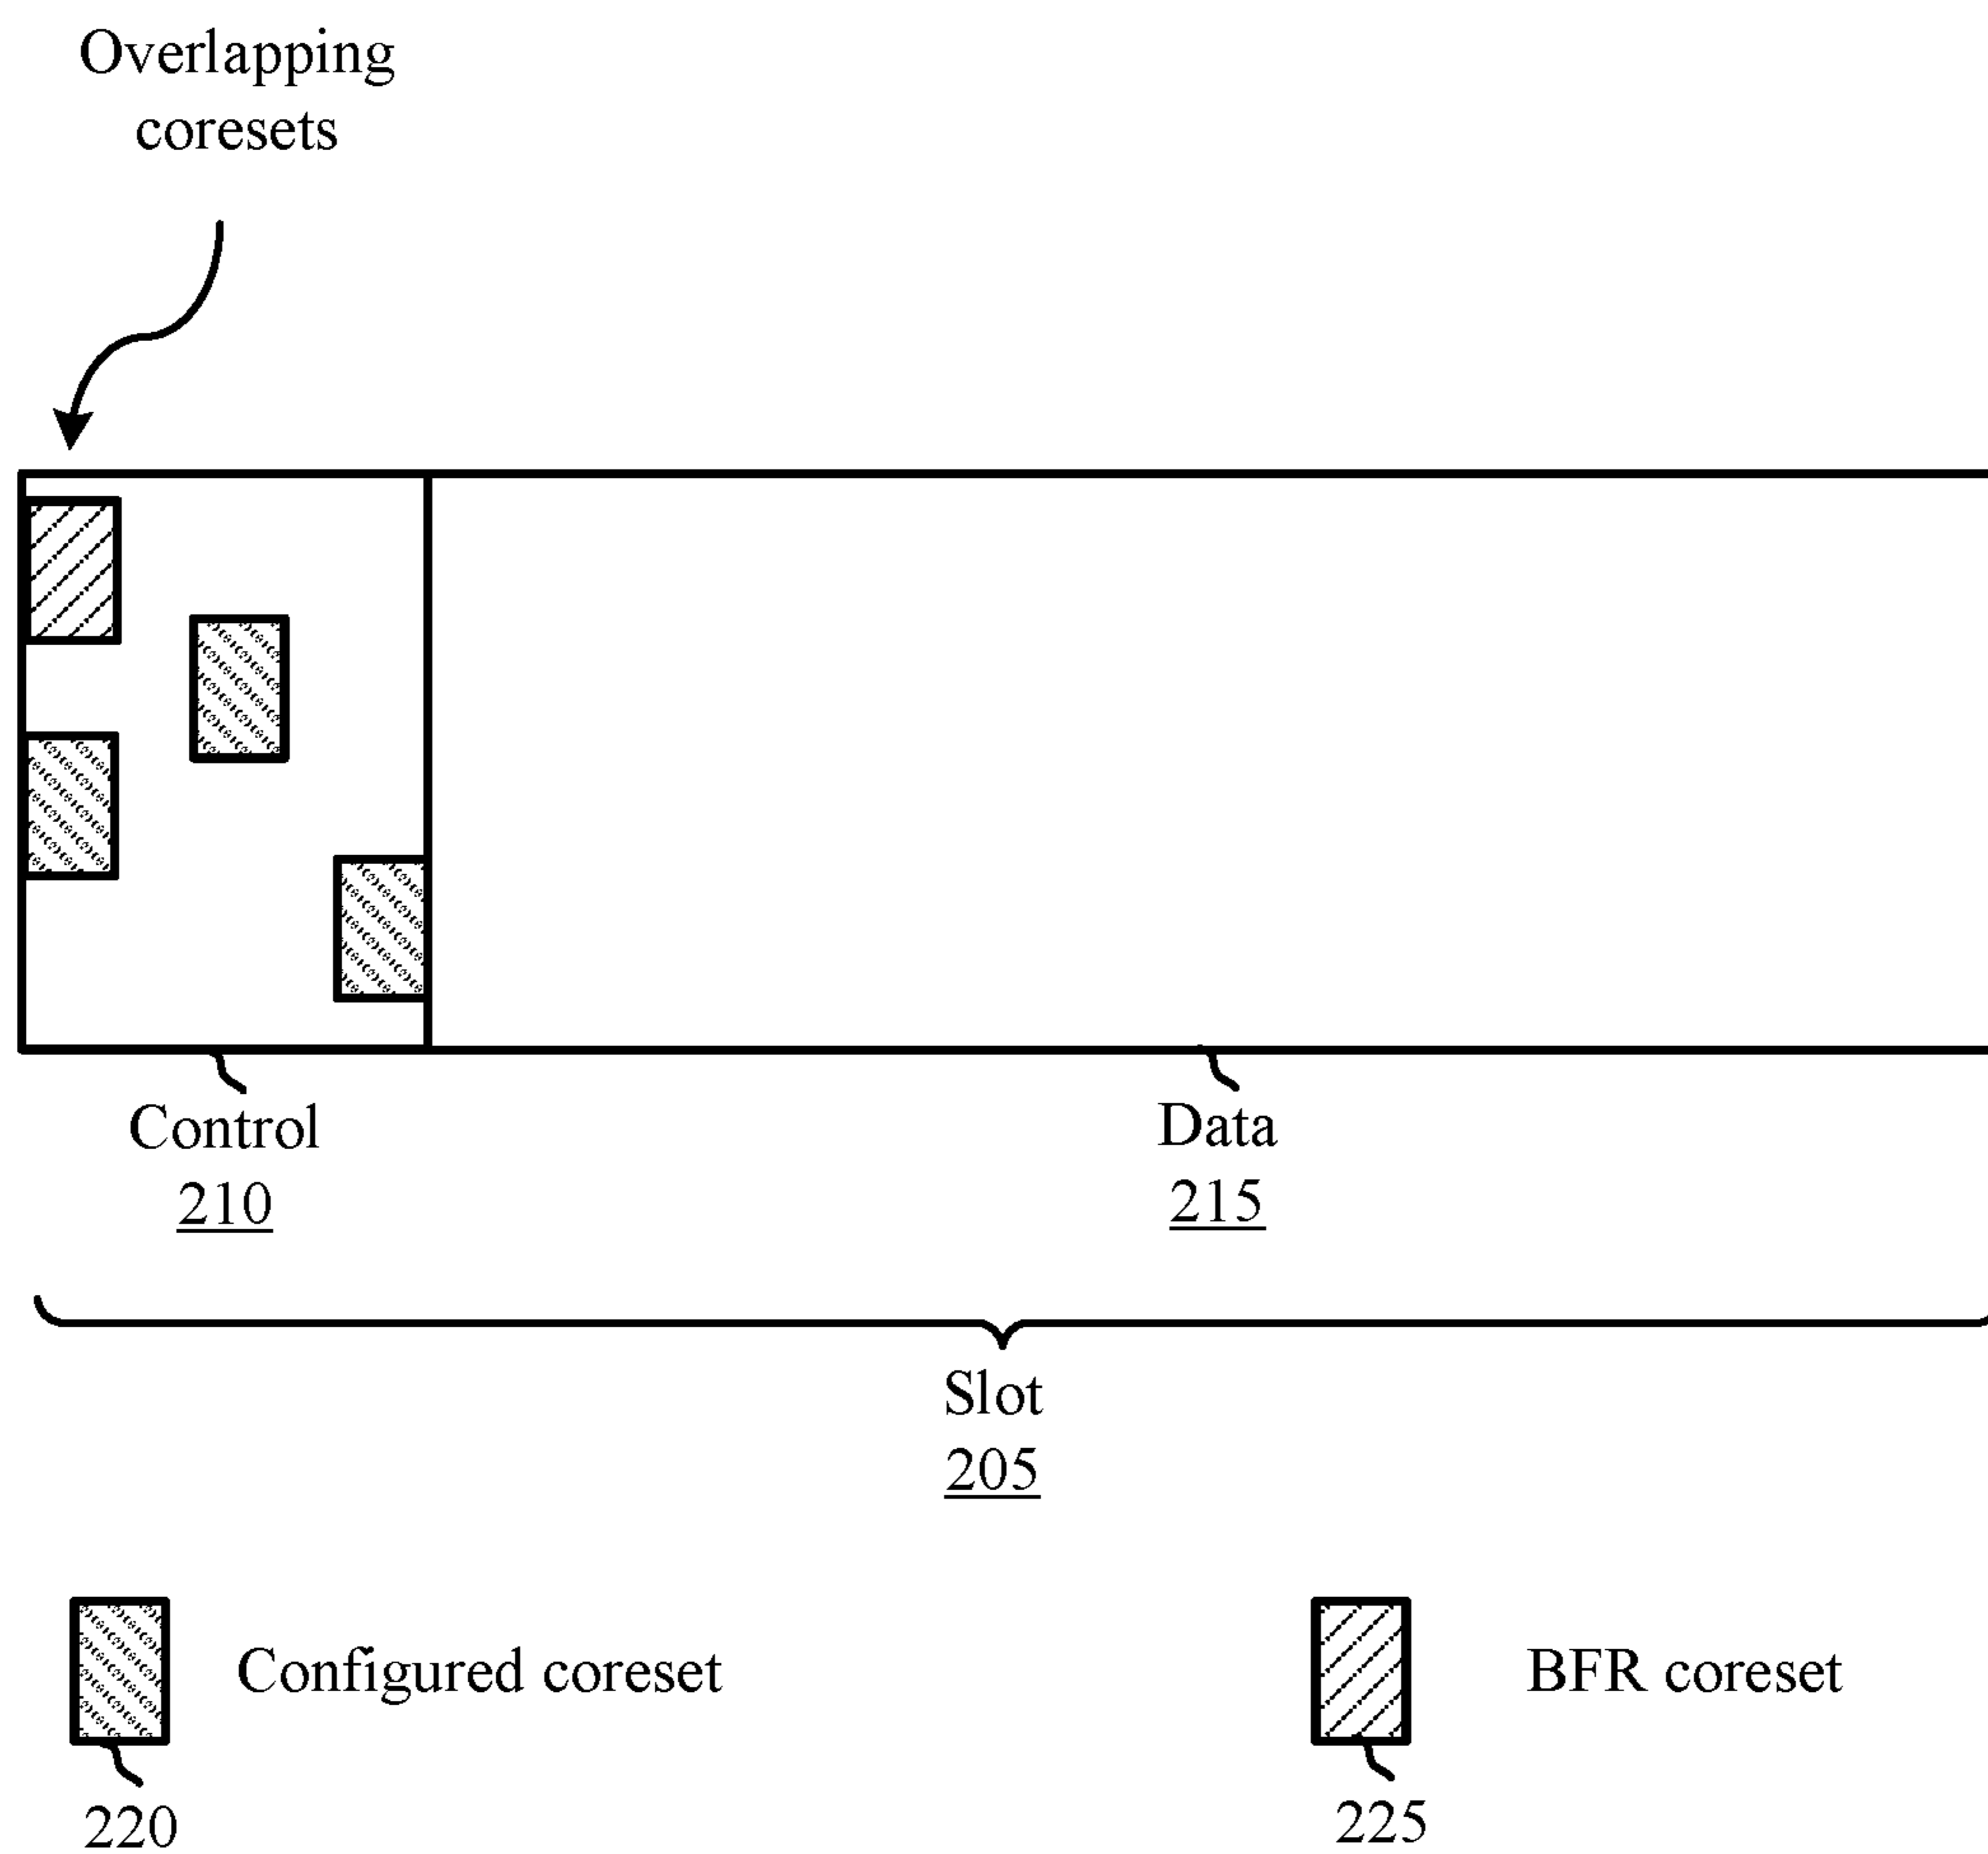 Overlapping
coresets
Control
210
Data
215
Slot
205
Configured coreset
220
BFR coreset
225